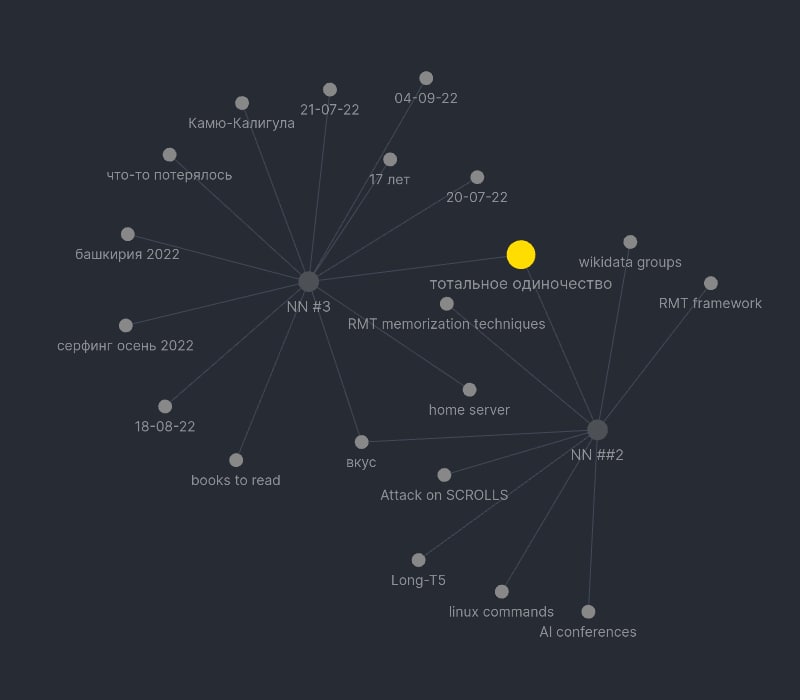 04-09-22
21-07-22
Камю-Калигула
что-то потерялось
17 лет
20-07-22
башкирия 2022
wikidata groups
тотальное одиночество
RMT framework
NN #3
RMT memorization techniques
серфинг осень 2022
home server
18-08-22
NN ##2
вкус
books to read
Attack on SCROLLS
Long-T5
linux commands
AI conferences